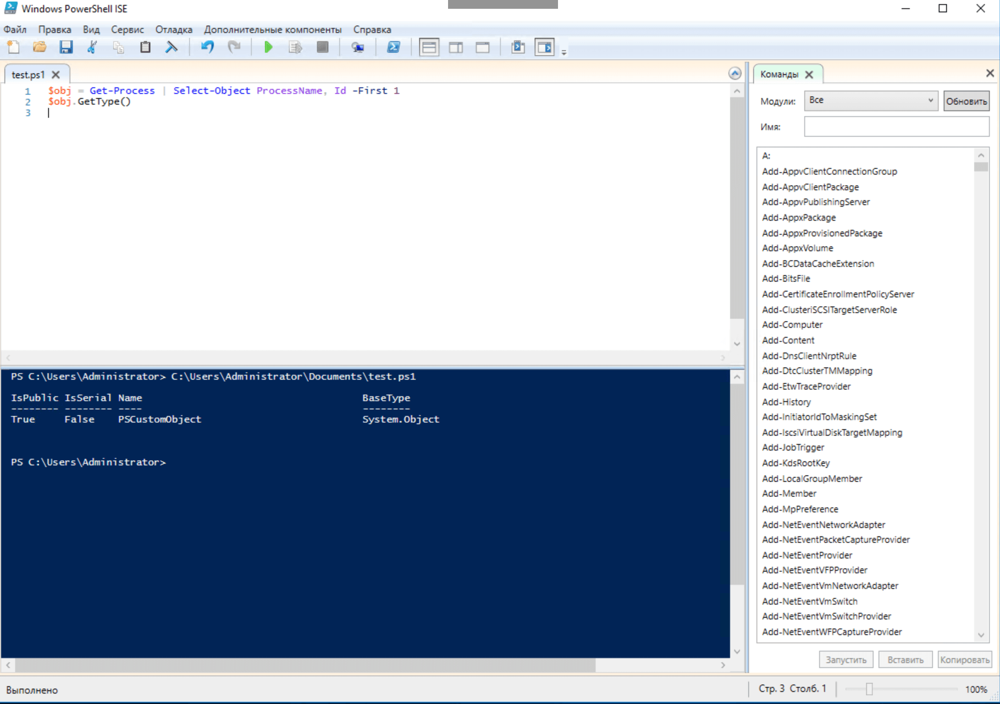 Windows PowerShell ISE
Файл Правка Вид Сервис Отладка Дополнительные компоненты Справка
test.ps1
1 $obj = Get-Process | Select-Object ProcessName, Id -First 1
2 $obj.GetType()
3
PS C:\Users\Administrator> C:\Users\Administrator\Documents\test.ps1
IsPublic IsSerial Name BaseType
-------- -------- ---- --------
True False PSCustomObject System.Object
PS C:\Users\Administrator>
Команды
Модули: Все Обновить
Имя:
A:
Add-AppvClientConnectionGroup
Add-AppvClientPackage
Add-AppvPublishingServer
Add-AppxPackage
Add-AppxProvisionedPackage
Add-AppxVolume
Add-BCDataCacheExtension
Add-BitsFile
Add-CertificateEnrollmentPolicyServer
Add-ClusteriSCSITargetServerRole
Add-Computer
Add-Content
Add-DnsClientNrptRule
Add-DtcClusterTMMapping
Add-EtwTraceProvider
Add-History
Add-InitiatorIdToMaskingSet
Add-IscsiVirtualDiskTargetMapping
Add-JobTrigger
Add-KdsRootKey
Add-LocalGroupMember
Add-Member
Add-MpPreference
Add-NetEventNetworkAdapter
Add-NetEventPacketCaptureProvider
Add-NetEventProvider
Add-NetEventVFPProvider
Add-NetEventVmNetworkAdapter
Add-NetEventVmSwitch
Add-NetEventVmSwitchProvider
Add-NetEventWFPCaptureProvider
Запустить Вставить Копировать
Выполнено Стр. 3 Столб. 1 100%